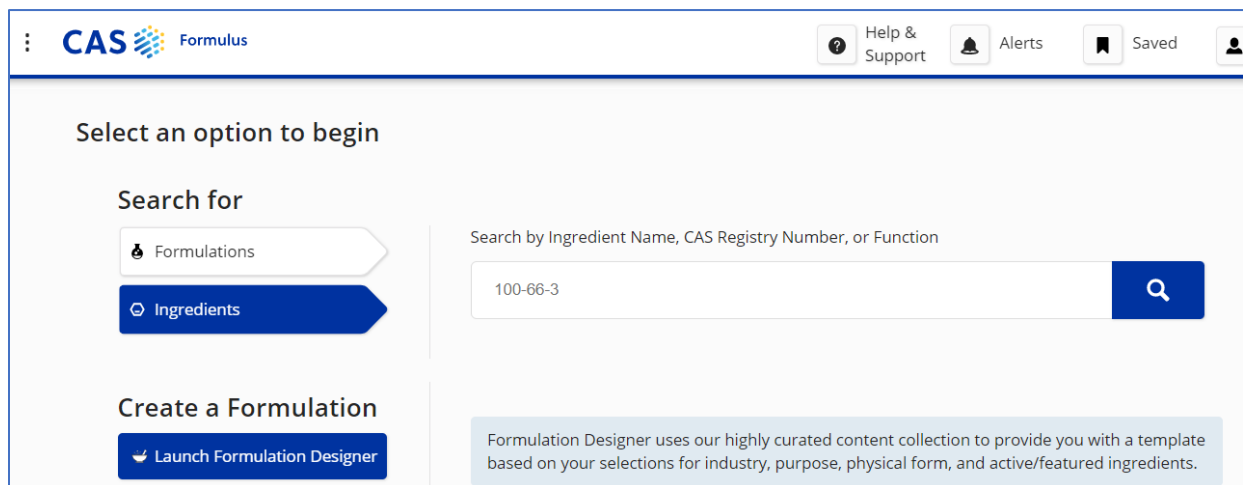 CAS Formulus
Help &
Support
Alerts
Saved
Select an option to begin
Search for
Formulations
Ingredients
Search by Ingredient Name, CAS Registry Number, or Function
100-66-3
Create a Formulation
Launch Formulation Designer
Formulation Designer uses our highly curated content collection to provide you with a template
based on your selections for industry, purpose, physical form, and active/featured ingredients.